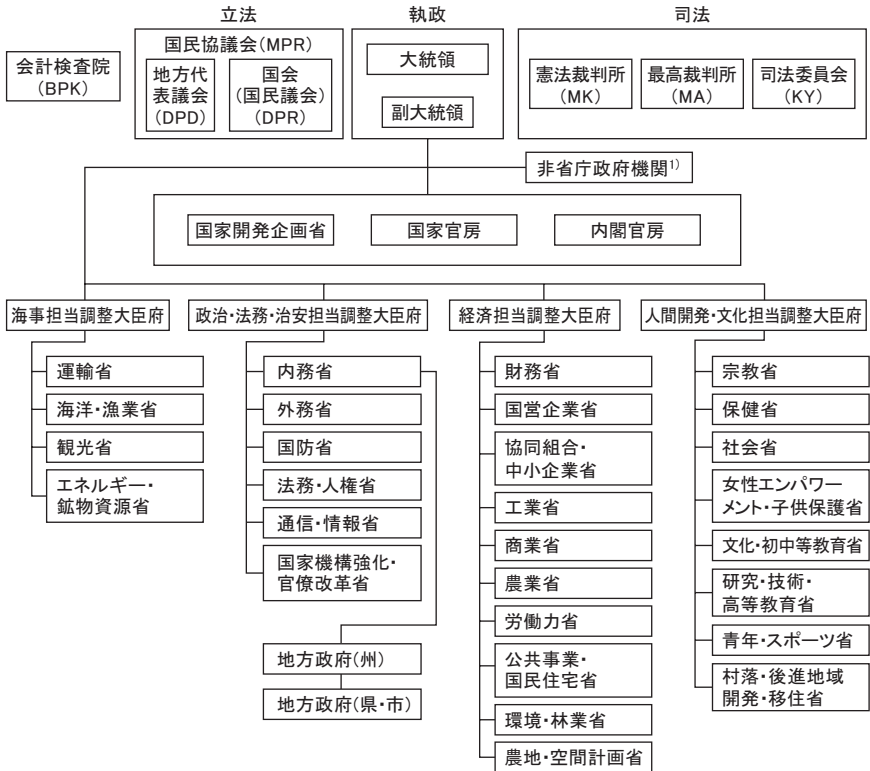 立法
執政
司法
会計検査院
(BPK)
国民協議会(MPR)
地方代
表議会
(DPD)
国会
(国民議会)
(DPR)
大統領
副大統領
憲法裁判所
(MK)
最高裁判所
(MA)
司法委員会
(KY)
非省庁政府機関1)
国家開発企画省
国家官房
内閣官房
海事担当調整大臣府
運輸省
海洋・漁業省
観光省
エネルギー・
鉱物資源省
政治・法務・治安担当調整大臣府
内務省
外務省
国防省
法務・人権省
通信・情報省
国家機構強化・
官僚改革省
地方政府(州)
地方政府(県・市)
経済担当調整大臣府
財務省
国営企業省
協同組合・
中小企業省
工業省
商業省
農業省
労働力省
公共事業・
国民住宅省
環境・林業省
農地・空間計画省
人間開発・文化担当調整大臣府
宗教省
保健省
社会省
女性エンパワー
メント・子供保護省
文化・初中等教育省
研究・技術・
高等教育省
青年・スポーツ省
村落・後進地域
開発・移住省